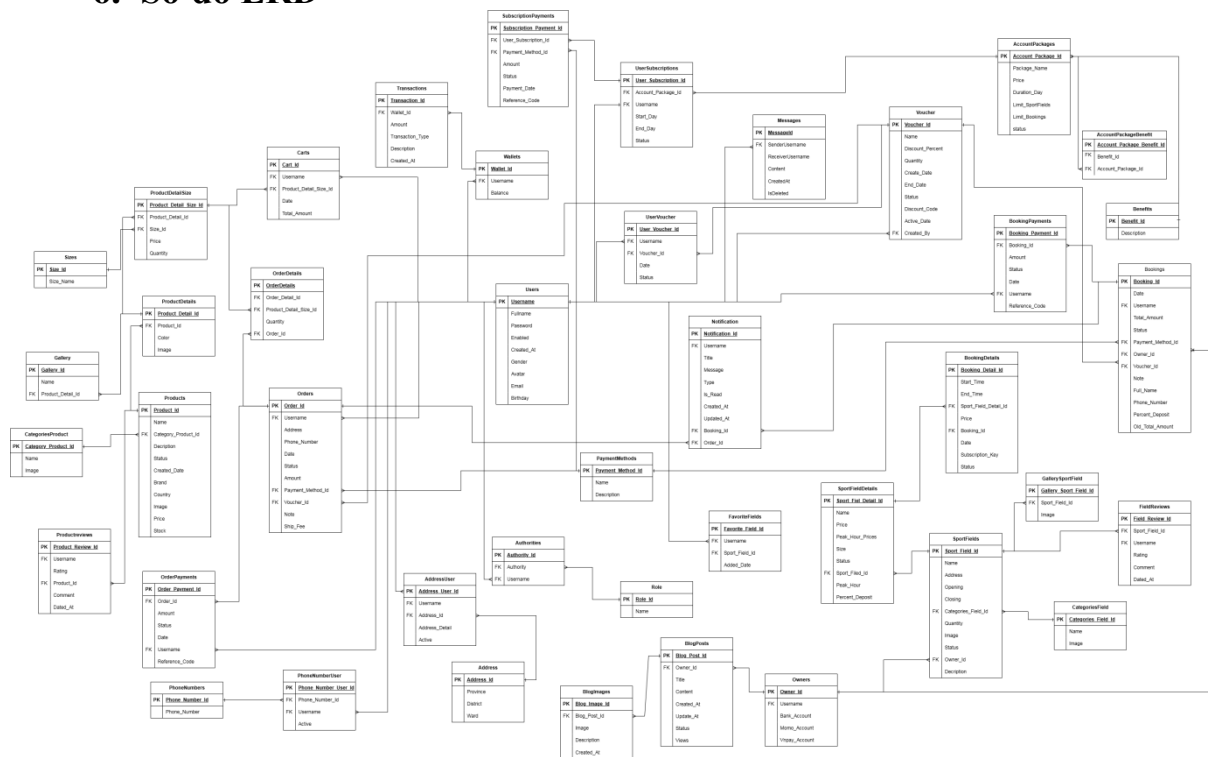 6. Sơ đồ ERD
SubscriptionPayments
PK Subscription_Payment_Id
FK User_Subscription_Id
FK Payment_Method_Id
Amount
Status
Payment_Date
Reference_Code
UserSubscriptions
PK User_Subscription_Id
FK Account_Package_Id
FK Username
Start_Day
End_Day
Status
AccountPackages
PK Account_Package_Id
Package_Name
Price
Duration_Day
Limit_SportFields
Limit_Bookings
status
Transactions
PK Transaction_Id
FK Wallet_Id
Amount
Transaction_Type
Description
Created_At
Messages
PK MessageId
FK SenderUsername
ReceiverUsername
Content
CreatedAt
IsDeleted
Voucher
PK Voucher_Id
Name
Discount_Percent
Quantity
Create_Date
End_Date
Status
Discount_Code
Active_Date
FK Created_By
AccountPackageBenefit
PK Account_Package_Benefit_Id
FK Benefit_Id
FK Account_Package_Id
Carts
PK Cart_Id
FK Username
FK Product_Detail_Size_Id
Date
Total_Amount
Wallets
PK Wallet_Id
FK Username
Balance
ProductDetailSize
PK Product_Detail_Size_Id
FK Product_Detail_Id
FK Size_Id
Price
Quantity
UserVoucher
PK User_Voucher_Id
FK Username
FK Voucher_Id
Date
Status
BookingPayments
PK Booking_Payment_Id
FK Booking_Id
Amount
Status
Date
FK Username
Reference_Code
Benefits
PK Benefit_Id
Description
Sizes
PK Size_Id
Size_Name
OrderDetails
PK OrderDetails
FK Order_Detail_Id
FK Product_Detail_Size_Id
Quantity
FK Order_Id
Users
PK Username
Fullname
Password
Enabled
Created_At
Gender
Avatar
Email
Birthday
Bookings
PK Booking_Id
Date
FK Username
Total_Amount
Status
FK Payment_Method_Id
FK Owner_Id
FK Voucher_Id
Note
Full_Name
Phone_Number
Percent_Deposit
Old_Total_Amount
ProductDetails
PK Product_Detail_Id
FK Product_Id
Color
Image
Notification
PK Notification_Id
FK Username
Title
Message
Type
Is_Read
Created_At
Updated_At
FK Booking_Id
FK Order_Id
Gallery
PK Gallery_Id
Name
FK Product_Detail_Id
BookingDetails
PK Booking_Detail_Id
Start_Time
End_Time
FK Sport_Field_Detail_Id
Price
FK Booking_Id
Date
Subscription_Key
Status
Products
PK Product_Id
Name
FK Category_Product_Id
Decription
Status
Created_Date
Brand
Country
Image
Price
Stock
Orders
PK Order_Id
FK Username
Address
Phone_Number
Date
Status
Amount
FK Payment_Method_Id
FK Voucher_Id
Note
Ship_Fee
CategoriesProduct
PK Category_Product_Id
Name
Image
PaymentMethods
PK Payment_Method_Id
Name
Description
GallerySportField
PK Gallery_Sport_Field_Id
FK Sport_Field_Id
Image
SportFieldDetails
PK Sport_Fiel_Detail_Id
Name
Price
Peak_Hour_Prices
Size
Status
FK Sport_Filed_Id
Peak_Hour
Percent_Deposit
FieldReviews
PK Field_Review_Id
FK Sport_Field_Id
FK Username
Rating
Comment
Dated_At
FavoriteFields
PK Favorite_Field_Id
FK Username
FK Sport_Field_Id
Added_Date
Productreviews
PK Product_Review_Id
FK Username
Rating
FK Product_Id
Comment
Dated_At
Authorities
PK Authority_Id
FK Authority
FK Username
SportFields
PK Sport_Field_Id
Name
Address
Opening
Closing
FK Categories_Field_Id
Quantity
Image
Status
FK Owner_Id
Decription
OrderPayments
PK Order_Payment_Id
FK Order_Id
Amount
Status
Date
FK Username
Reference_Code
AddressUser
PK Address_User_Id
FK Username
FK Address_Id
Address_Detail
Active
Role
PK Role_Id
Name
CategoriesField
PK Categories_Field_Id
Name
Image
BlogPosts
PK Blog_Post_Id
FK Owner_Id
Title
Content
Created_At
Update_At
Status
Views
Address
PK Address_Id
Province
District
Ward
PhoneNumberUser
PK Phone_Number_User_Id
FK Phone_Number_Id
FK Username
Active
Owners
PK Owner_Id
FK Username
Bank_Account
Momo_Account
Vnpay_Account
PhoneNumbers
PK Phone_Number_Id
Phone_Number
BlogImages
PK Blog_Image_Id
FK Blog_Post_Id
Image
Description
Created_At